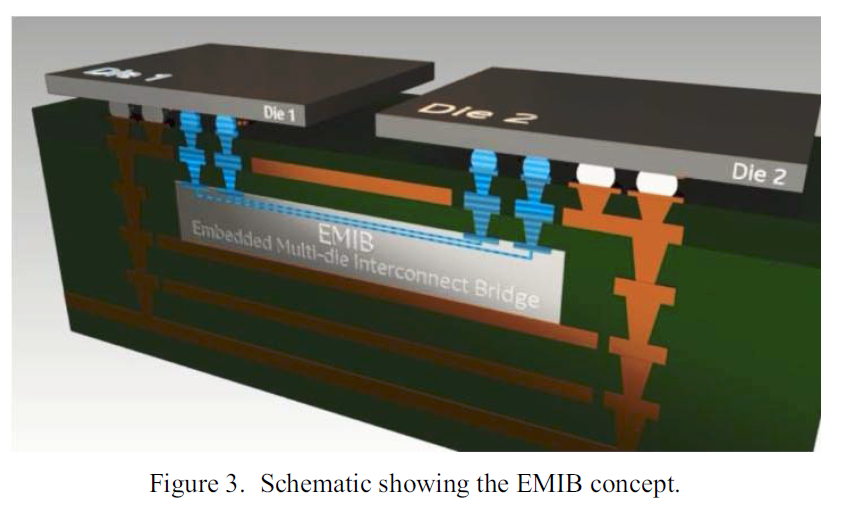 Die 1
Die 1
Die 2
Die 2
EMIB
Embedded Multi-die Interconnect Bridge
Figure 3. Schematic showing the EMIB concept.